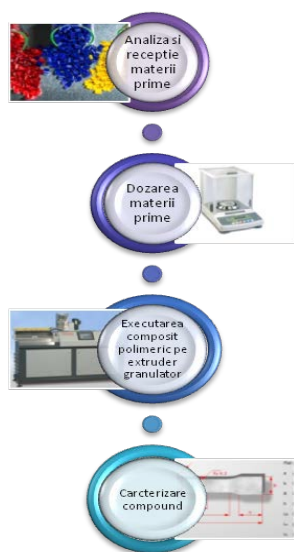 Analiza si
receptie
materii
prime
Dozarea
materii
prime
Executarea
composit
polimeric pe
extruder
granulator
Carcterizare
compound